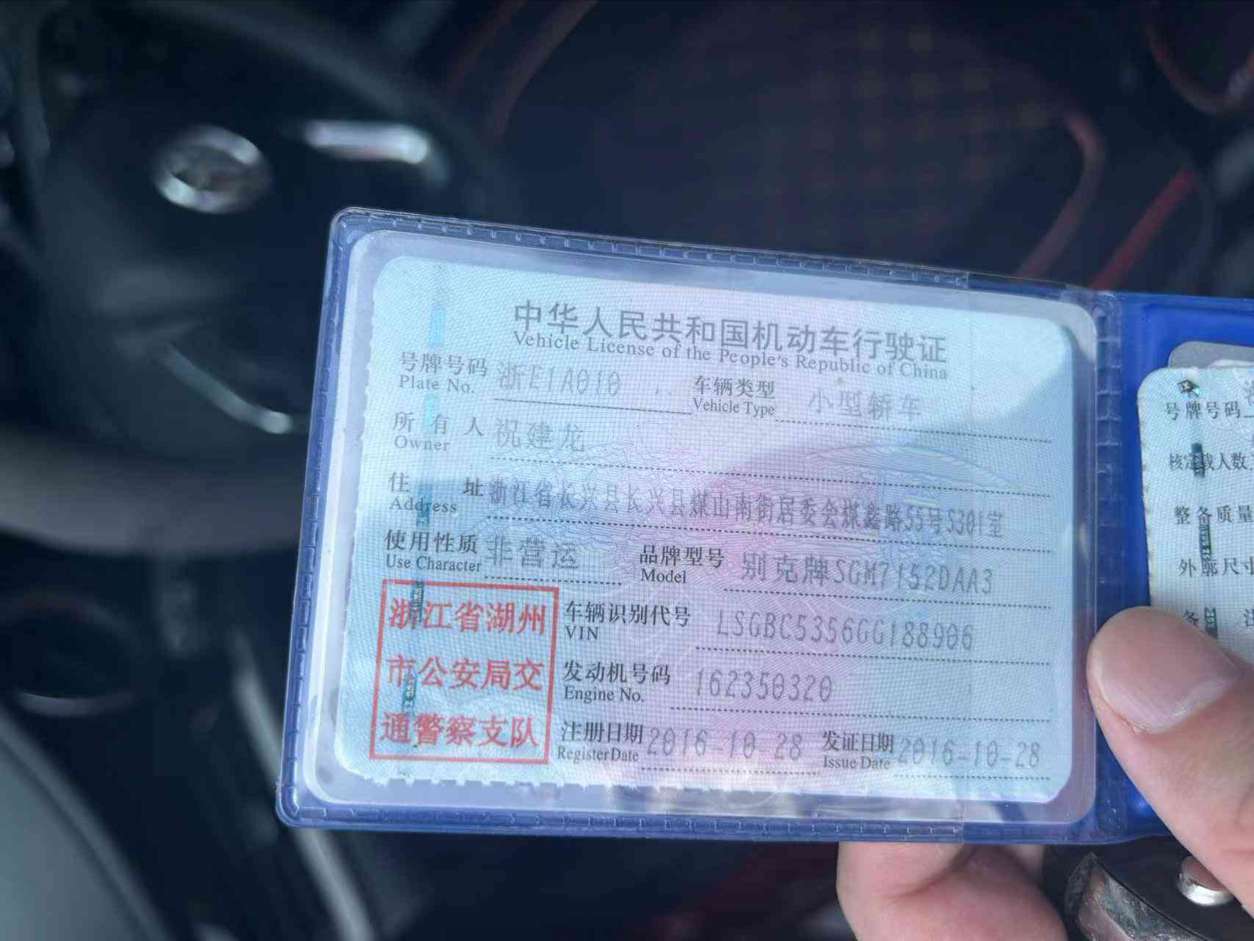 中华人民共和国机动车行驶证
Vehicle License of the People's Republic of China
号牌号码 浙E1A010 车辆类型 小型轿车
Plate No. Vehicle Type
所有人 祝建龙
Owner
住址 浙江省长兴县长兴县煤山南街居委会煤鑫路55号S301室
Address
使用性质 非营运 品牌型号 别克牌SGM7152DAA3
Use Character Model
浙江省湖州
市公安局交
通警察支队
车辆识别代号 LSGBC5356GG188906
VIN
发动机号码 162350320
Engine No.
注册日期 2016-10-28 发证日期 2016-10-28
Register Date Issue Date
号牌号码
核定载人数
整备质量
外廓尺寸
备注